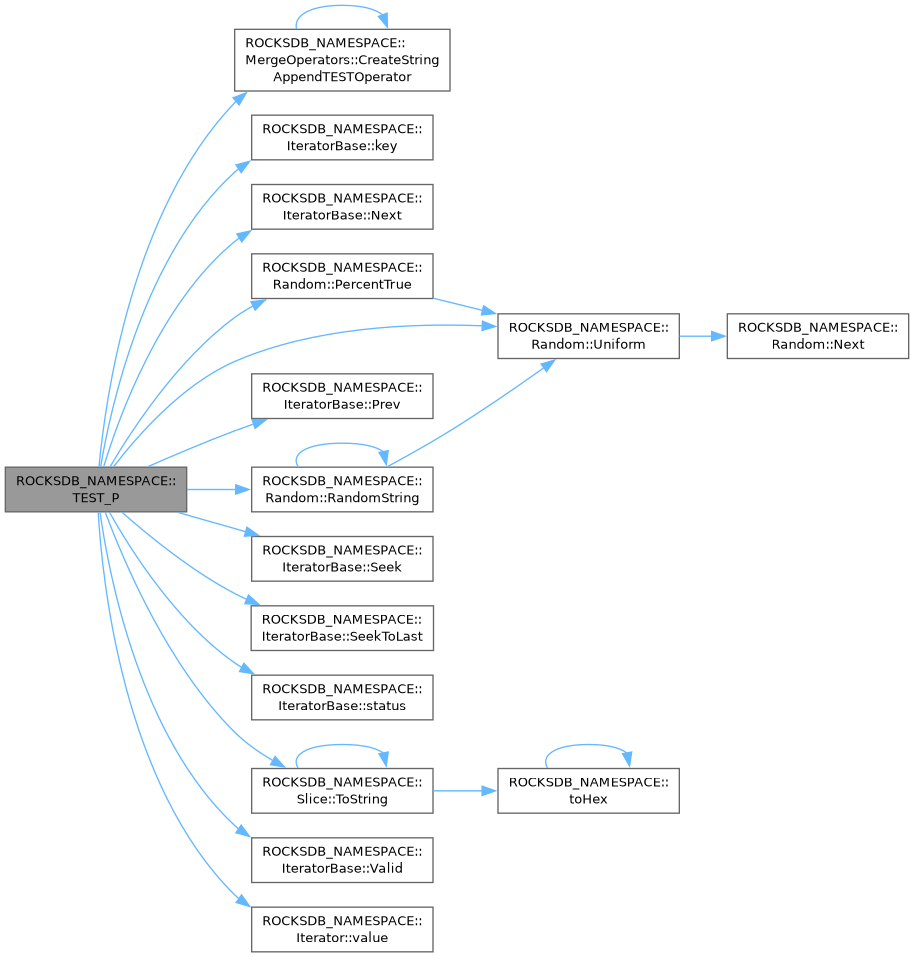 ROCKSDB_NAMESPACE::
MergeOperators::CreateString
AppendTESTOperator
ROCKSDB_NAMESPACE::
IteratorBase::key
ROCKSDB_NAMESPACE::
IteratorBase::Next
ROCKSDB_NAMESPACE::
Random::PercentTrue
ROCKSDB_NAMESPACE::
Random::Uniform
ROCKSDB_NAMESPACE::
Random::Next
ROCKSDB_NAMESPACE::
IteratorBase::Prev
ROCKSDB_NAMESPACE::
TEST_P
ROCKSDB_NAMESPACE::
Random::RandomString
ROCKSDB_NAMESPACE::
IteratorBase::Seek
ROCKSDB_NAMESPACE::
IteratorBase::SeekToLast
ROCKSDB_NAMESPACE::
IteratorBase::status
ROCKSDB_NAMESPACE::
Slice::ToString
ROCKSDB_NAMESPACE::
toHex
ROCKSDB_NAMESPACE::
IteratorBase::Valid
ROCKSDB_NAMESPACE::
Iterator::value